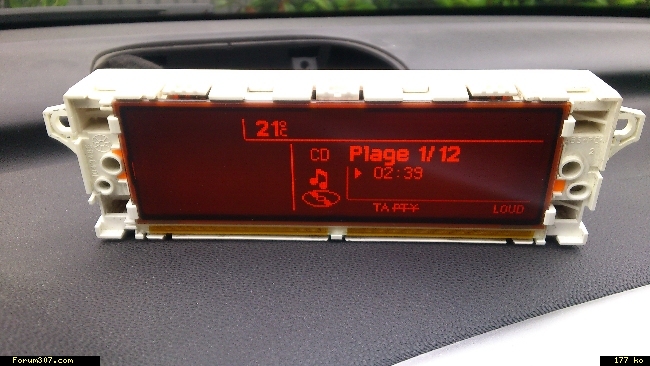 21°C
CD Plage 1/12
02:39
TA PTY LOUD
Forum307.com 177 ko